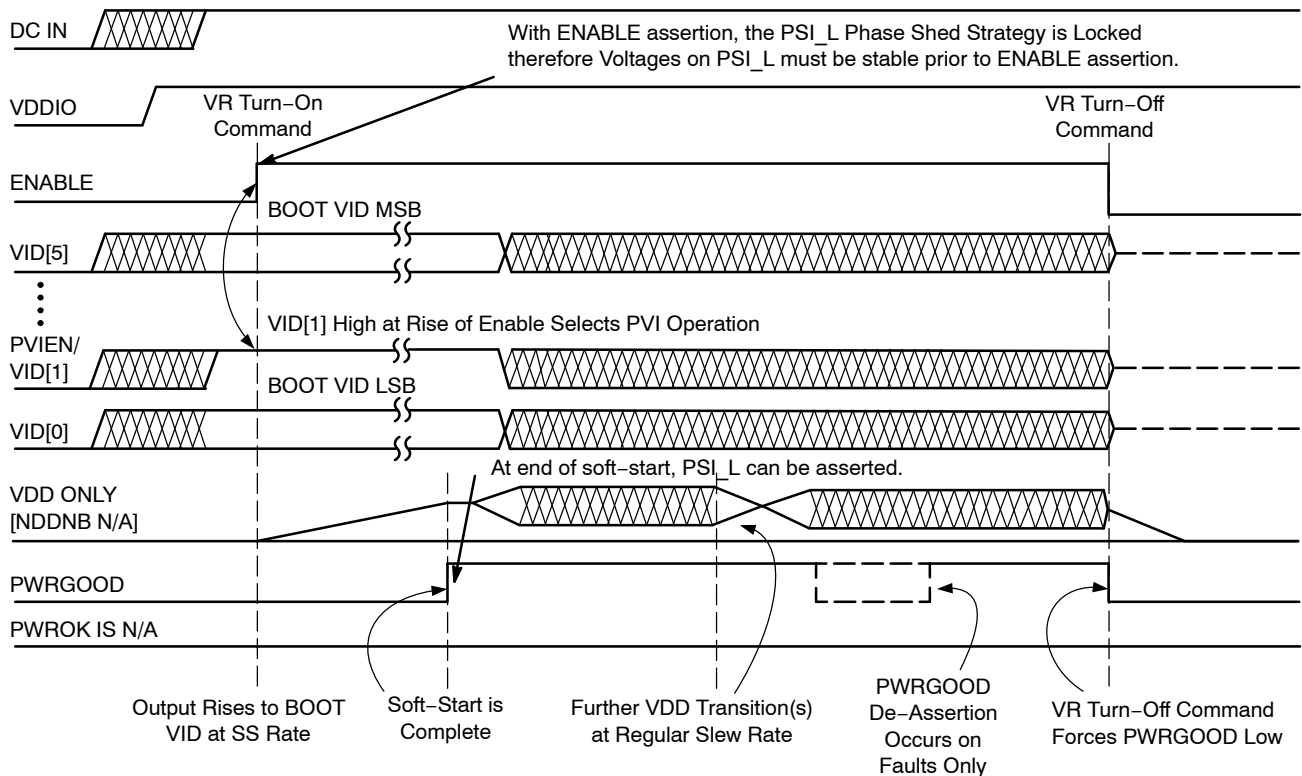 DC IN
With ENABLE assertion, the PSI_L Phase Shed Strategy is Locked
therefore Voltages on PSI_L must be stable prior to ENABLE assertion.
VDDIO
VR Turn−On
Command
VR Turn−Off
Command
ENABLE
BOOT VID MSB
VID[5]
VID[1] High at Rise of Enable Selects PVI Operation
PVIEN/
VID[1]
BOOT VID LSB
VID[0]
At end of soft−start, PSI_L can be asserted.
VDD ONLY
[NDDNB N/A]
PWRGOOD
PWROK IS N/A
Output Rises to BOOT
VID at SS Rate
Soft−Start is
Complete
Further VDD Transition(s)
at Regular Slew Rate
PWRGOOD
De−Assertion
Occurs on
Faults Only
VR Turn−Off Command
Forces PWRGOOD Low